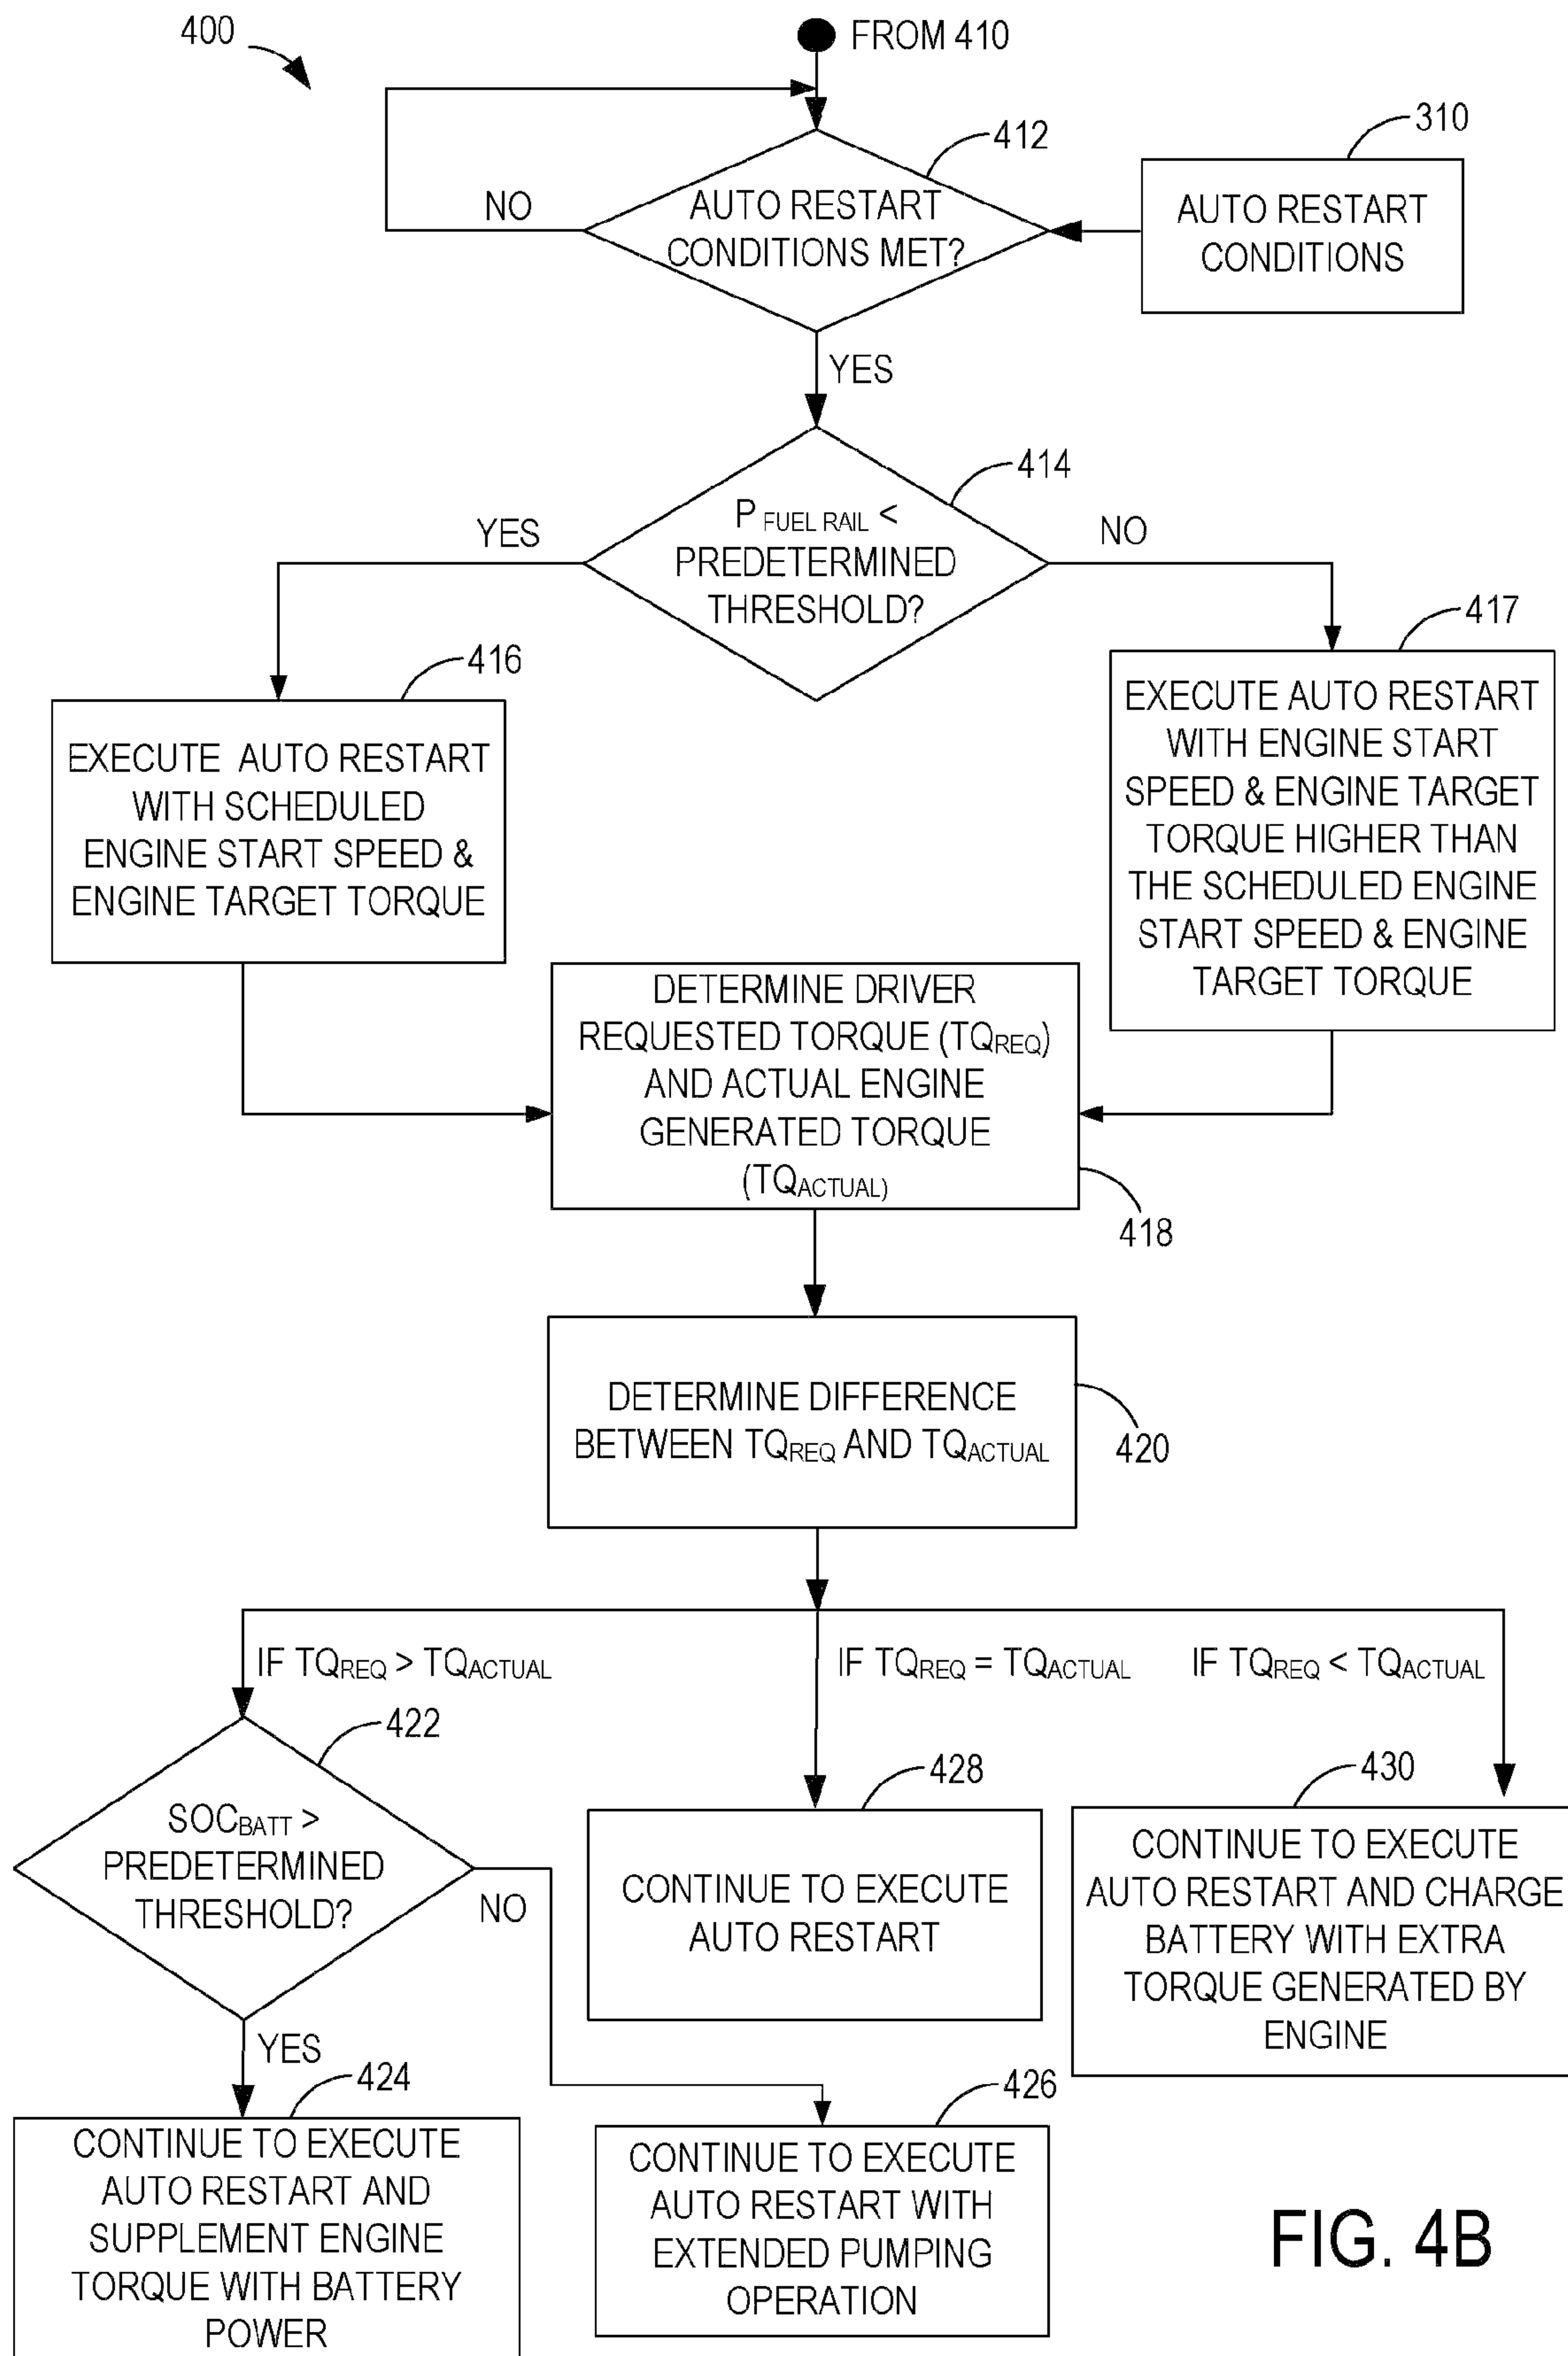 400
FROM 410
412
310
NO
AUTO RESTART
CONDITIONS MET?
AUTO RESTART
CONDITIONS
YES
414
YES
NO
P FUEL RAIL <
PREDETERMINED
THRESHOLD?
416
417
EXECUTE AUTO RESTART
WITH SCHEDULED
ENGINE START SPEED &
ENGINE TARGET TORQUE
EXECUTE AUTO RESTART
WITH ENGINE START
SPEED & ENGINE TARGET
TORQUE HIGHER THAN
THE SCHEDULED ENGINE
START SPEED & ENGINE
TARGET TORQUE
DETERMINE DRIVER
REQUESTED TORQUE (TQREQ)
AND ACTUAL ENGINE
GENERATED TORQUE
(TQACTUAL)
418
DETERMINE DIFFERENCE
BETWEEN TQREQ AND TQACTUAL
420
IF TQREQ > TQACTUAL
IF TQREQ = TQACTUAL
IF TQREQ < TQACTUAL
422
428
430
SOCBATT >
PREDETERMINED
THRESHOLD?
NO
CONTINUE TO EXECUTE
AUTO RESTART
CONTINUE TO EXECUTE
AUTO RESTART AND CHARGE
BATTERY WITH EXTRA
TORQUE GENERATED BY
ENGINE
YES
424
426
CONTINUE TO EXECUTE
AUTO RESTART AND
SUPPLEMENT ENGINE
TORQUE WITH BATTERY
POWER
CONTINUE TO EXECUTE
AUTO RESTART WITH
EXTENDED PUMPING
OPERATION
FIG. 4B